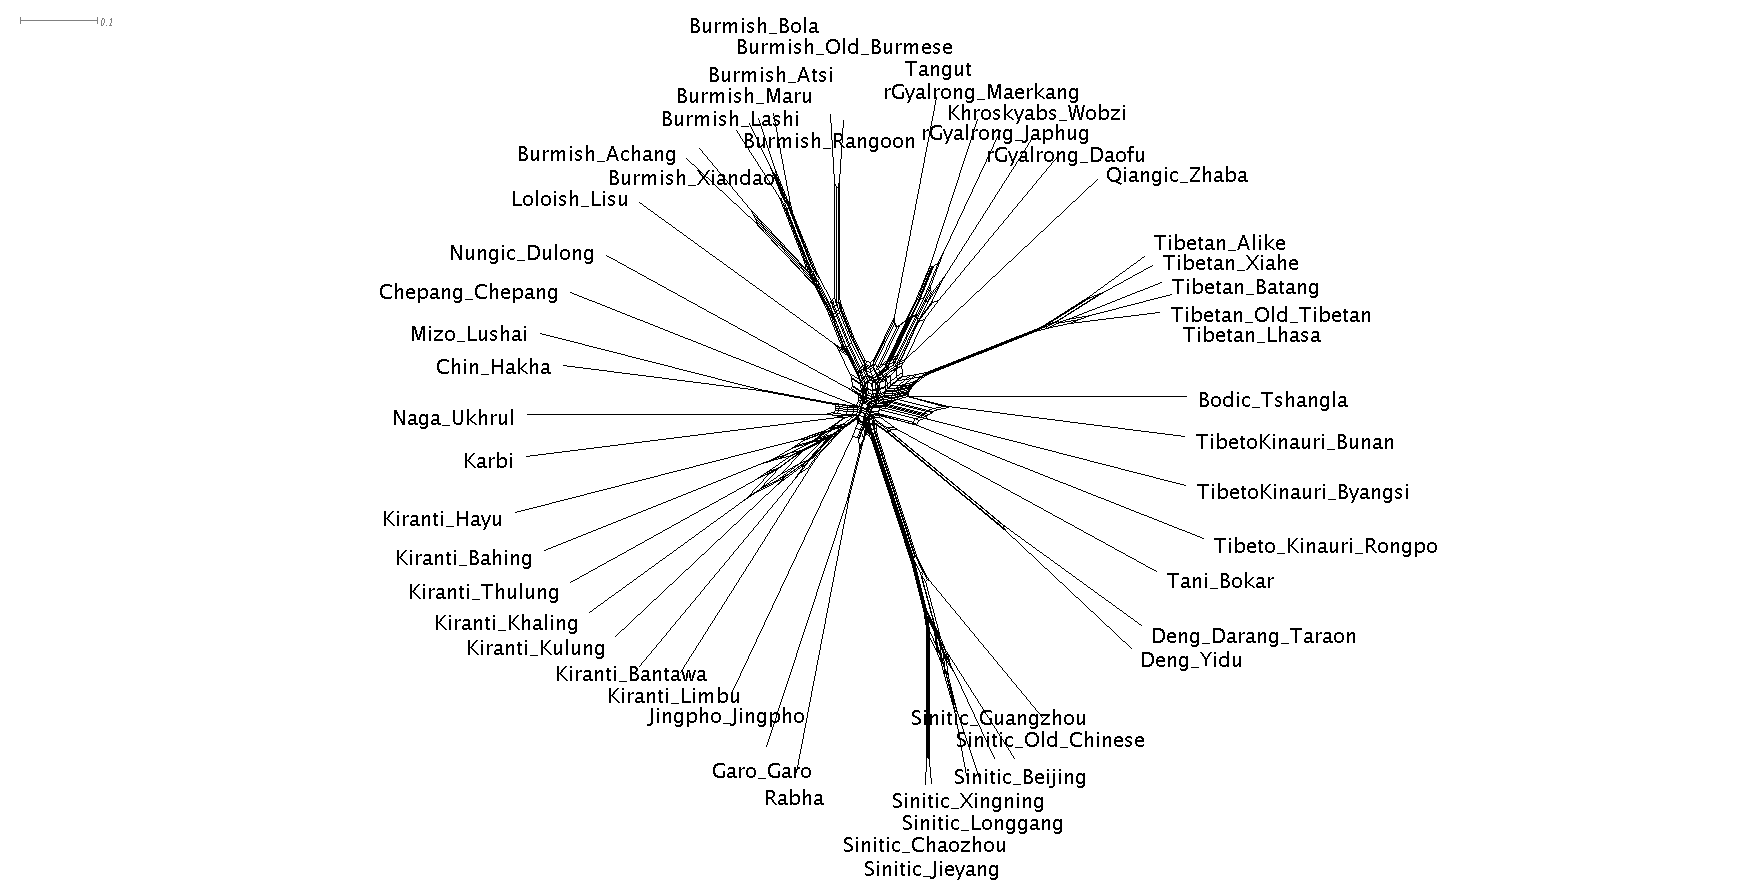 0.1
Burmish_Bola
Burmish_Old_Burmese
Tangut
Burmish_Atsi
rGyalrong_Maerkang
Burmish_Maru
Khroskyabs_Wobzi
Burmish_Lashi
rGyalrong_Japhug
Burmish_Rangoon
Burmish_Achang
rGyalrong_Daofu
Qiangic_Zhaba
Burmish_Xiandao
Loloish_Lisu
Tibetan_Alike
Nungic_Dulong
Tibetan_Xiahe
Tibetan_Batang
Chepang_Chepang
Tibetan_Old_Tibetan
Mizo_Lushai
Tibetan_Lhasa
Chin_Hakha
Bodic_Tshangla
Naga_Ukhrul
TibetoKinauri_Bunan
Karbi
TibetoKinauri_Byangsi
Kiranti_Hayu
Tibeto_Kinauri_Rongpo
Kiranti_Bahing
Tani_Bokar
Kiranti_Thulung
Kiranti_Khaling
Deng_Darang_Taraon
Kiranti_Kulung
Deng_Yidu
Kiranti_Bantawa
Kiranti_Limbu
Jingpho_Jingpho
Sinitic_Guangzhou
Sinitic_Old_Chinese
Garo_Garo
Sinitic_Beijing
Rabha
Sinitic_Xingning
Sinitic_Longgang
Sinitic_Chaozhou
Sinitic_Jieyang